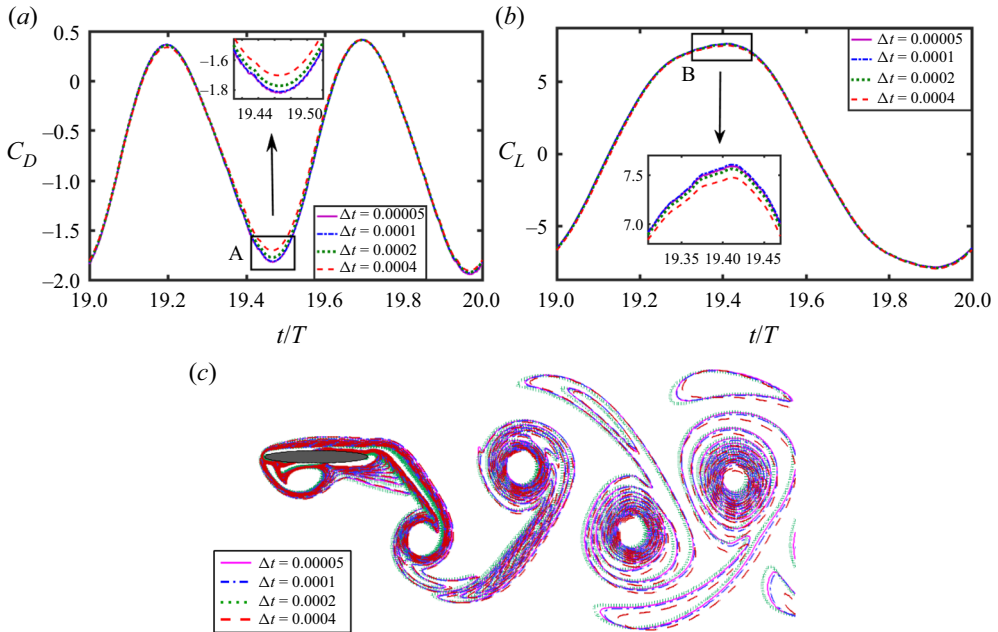 (a)
0.5
0
−0.5
−1.0
−1.5
−2.0
C_D
−1.6
−1.8
19.44 19.50
A
Δt = 0.00005
Δt = 0.0001
Δt = 0.0002
Δt = 0.0004
19.0 19.2 19.4 19.6 19.8 20.0
t/T
(b)
5
0
−5
C_L
B
Δt = 0.00005
Δt = 0.0001
Δt = 0.0002
Δt = 0.0004
7.5
7.0
19.35 19.40 19.45
19.0 19.2 19.4 19.6 19.8 20.0
t/T
(c)
Δt = 0.00005
Δt = 0.0001
Δt = 0.0002
Δt = 0.0004